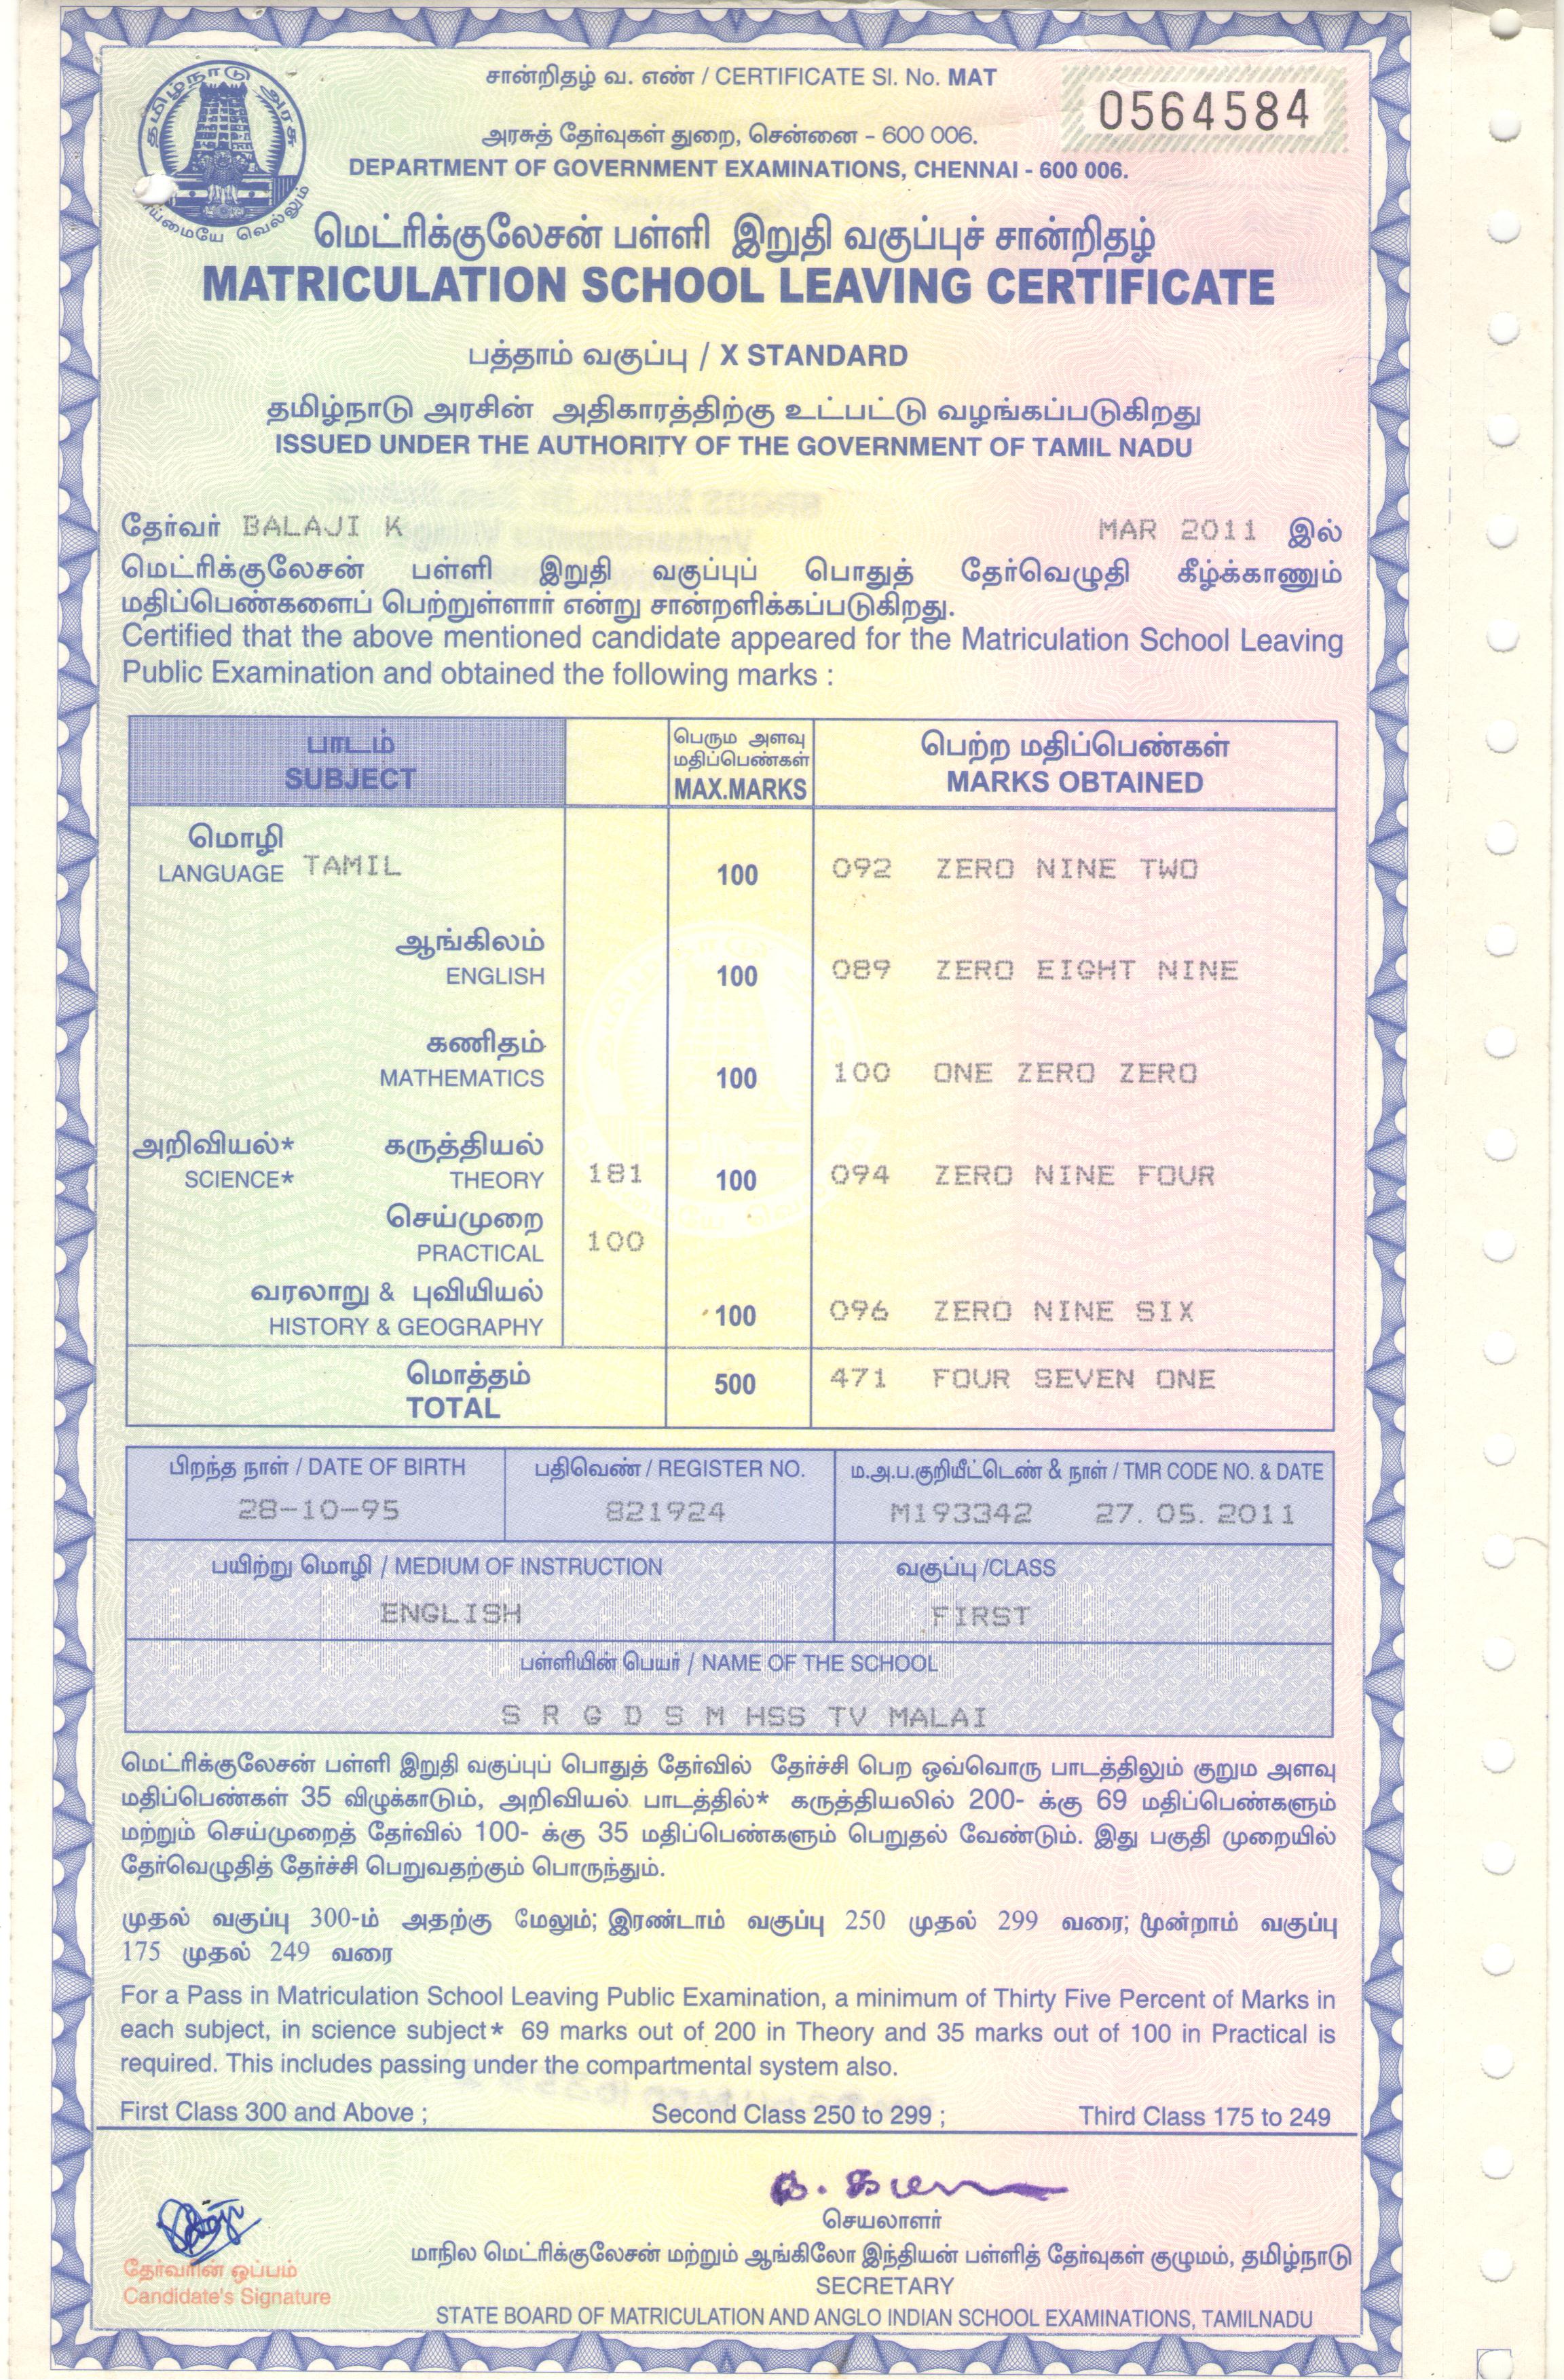 தமிழ்நாடு அரசு
வாய்மையே வெல்லும்
சான்றிதழ் வ. எண் / CERTIFICATE Sl. No. MAT
0564584
அரசுத் தேர்வுகள் துறை, சென்னை - 600 006.
DEPARTMENT OF GOVERNMENT EXAMINATIONS, CHENNAI - 600 006.
மெட்ரிக்குலேசன் பள்ளி இறுதி வகுப்புச் சான்றிதழ்
MATRICULATION SCHOOL LEAVING CERTIFICATE
பத்தாம் வகுப்பு / X STANDARD
தமிழ்நாடு அரசின் அதிகாரத்திற்கு உட்பட்டு வழங்கப்படுகிறது
ISSUED UNDER THE AUTHORITY OF THE GOVERNMENT OF TAMIL NADU
தேர்வர் BALAJI K MAR 2011 இல்
மெட்ரிக்குலேசன் பள்ளி இறுதி வகுப்புப் பொதுத் தேர்வெழுதி கீழ்க்காணும்
மதிப்பெண்களைப் பெற்றுள்ளார் என்று சான்றளிக்கப்படுகிறது.
Certified that the above mentioned candidate appeared for the Matriculation School Leaving
Public Examination and obtained the following marks :
பாடம் பெரும அளவு பெற்ற மதிப்பெண்கள்
மதிப்பெண்கள்
SUBJECT MAX.MARKS MARKS OBTAINED
மொழி
LANGUAGE TAMIL 100 092 ZERO NINE TWO
ஆங்கிலம்
ENGLISH 100 089 ZERO EIGHT NINE
கணிதம்
MATHEMATICS 100 100 ONE ZERO ZERO
அறிவியல்* கருத்தியல்
SCIENCE* THEORY 181 100 094 ZERO NINE FOUR
செய்முறை
PRACTICAL 100
வரலாறு & புவியியல்
HISTORY & GEOGRAPHY 100 096 ZERO NINE SIX
மொத்தம்
TOTAL 500 471 FOUR SEVEN ONE
பிறந்த நாள் / DATE OF BIRTH பதிவெண் / REGISTER NO. ம.அ.ப.குறியீட்டெண் & நாள் / TMR CODE NO. & DATE
28-10-95 821924 M193342 27. 05. 2011
பயிற்று மொழி / MEDIUM OF INSTRUCTION வகுப்பு /CLASS
ENGLISH FIRST
பள்ளியின் பெயர் / NAME OF THE SCHOOL
S R G D S M HSS TV MALAI
மெட்ரிக்குலேசன் பள்ளி இறுதி வகுப்புப் பொதுத் தேர்வில் தேர்ச்சி பெற ஒவ்வொரு பாடத்திலும் குறும அளவு
மதிப்பெண்கள் 35 விழுக்காடும், அறிவியல் பாடத்தில்* கருத்தியலில் 200- க்கு 69 மதிப்பெண்களும்
மற்றும் செய்முறைத் தேர்வில் 100- க்கு 35 மதிப்பெண்களும் பெறுதல் வேண்டும். இது பகுதி முறையில்
தேர்வெழுதித் தேர்ச்சி பெறுவதற்கும் பொருந்தும்.
முதல் வகுப்பு 300-ம் அதற்கு மேலும்; இரண்டாம் வகுப்பு 250 முதல் 299 வரை; மூன்றாம் வகுப்பு
175 முதல் 249 வரை
For a Pass in Matriculation School Leaving Public Examination, a minimum of Thirty Five Percent of Marks in
each subject, in science subject* 69 marks out of 200 in Theory and 35 marks out of 100 in Practical is
required. This includes passing under the compartmental system also.
First Class 300 and Above ; Second Class 250 to 299 ; Third Class 175 to 249
செயலாளர்
தேர்வரின் ஒப்பம்
Candidate's Signature
மாநில மெட்ரிக்குலேசன் மற்றும் ஆங்கிலோ இந்தியன் பள்ளித் தேர்வுகள் குழுமம், தமிழ்நாடு
SECRETARY
STATE BOARD OF MATRICULATION AND ANGLO INDIAN SCHOOL EXAMINATIONS, TAMILNADU